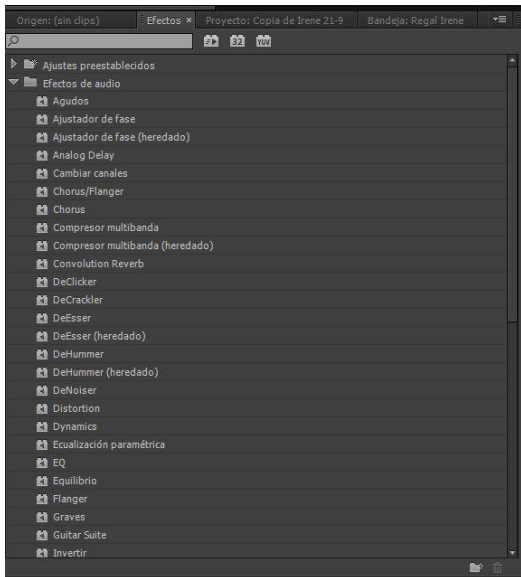 Origen: (sin clips) Efectos × Proyecto: Copia de Irene 21-9 Bandeja: Regal Irene
32 YUV
Ajustes preestablecidos
Efectos de audio
Agudos
Ajustador de fase
Ajustador de fase (heredado)
Analog Delay
Cambiar canales
Chorus/Flanger
Chorus
Compresor multibanda
Compresor multibanda (heredado)
Convolution Reverb
DeClicker
DeCrackler
DeEsser
DeEsser (heredado)
DeHummer
DeHummer (heredado)
DeNoiser
Distortion
Dynamics
Ecualización paramétrica
EQ
Equilibrio
Flanger
Graves
Guitar Suite
Invertir